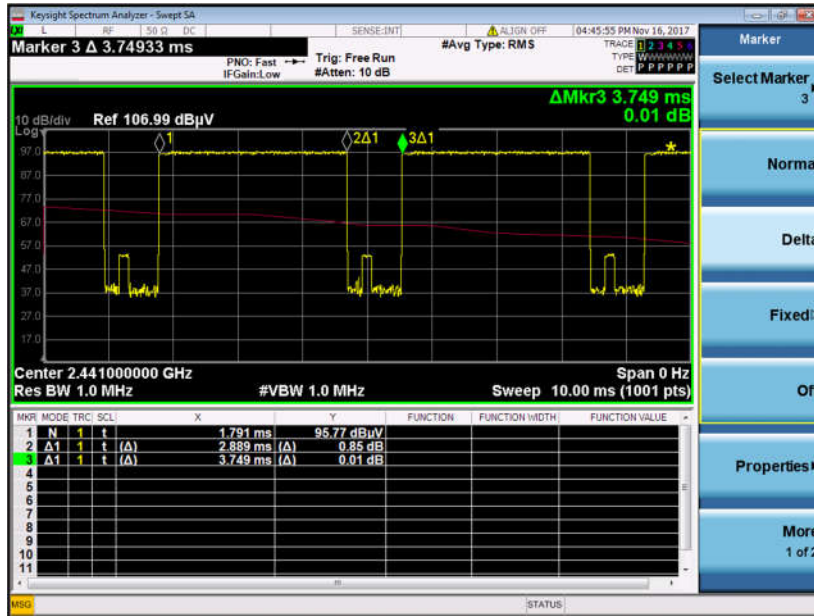 Keysight Spectrum Analyzer - Swept SA
LXI L RF 50 Ω DC SENSE:INT ALIGN OFF 04:45:55 PM Nov 16, 2017
Marker 3 Δ 3.74933 ms
PNO: Fast
IFGain:Low
Trig: Free Run
#Atten: 10 dB
#Avg Type: RMS
TRACE 1 2 3 4 5 6
TYPE WWWWWW
DET P P P P P P
ΔMkr3 3.749 ms
0.01 dB
10 dB/div Ref 106.99 dBµV
Log
1 2Δ1 3Δ1
97.0
87.0
77.0
67.0
57.0
47.0
37.0
27.0
17.0
Center 2.441000000 GHz Span 0 Hz
Res BW 1.0 MHz #VBW 1.0 MHz Sweep 10.00 ms (1001 pts)
MKR MODE TRC SCL X Y FUNCTION FUNCTION WIDTH FUNCTION VALUE
1 N 1 t 1.791 ms 95.77 dBµV
2 Δ1 1 t (Δ) 2.889 ms (Δ) 0.85 dB
3 Δ1 1 t (Δ) 3.749 ms (Δ) 0.01 dB
4
5
6
7
8
9
10
11
MSG STATUS
Marker
Select Marker
3
Norma
Delta
Fixed
Of
Properties
More
1 of 2